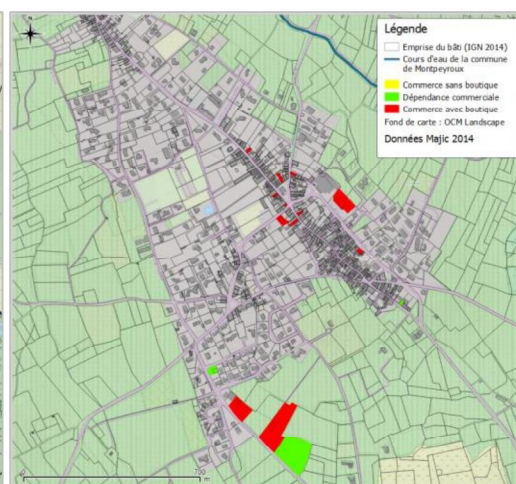 N
Légende
Emprise du bâti (IGN 2014)
Cours d'eau de la commune
de Montpeyroux
Commerce sans boutique
Dépendance commerciale
Commerce avec boutique
Fond de carte : OCM Landscape
Données Majic 2014
0
700
m